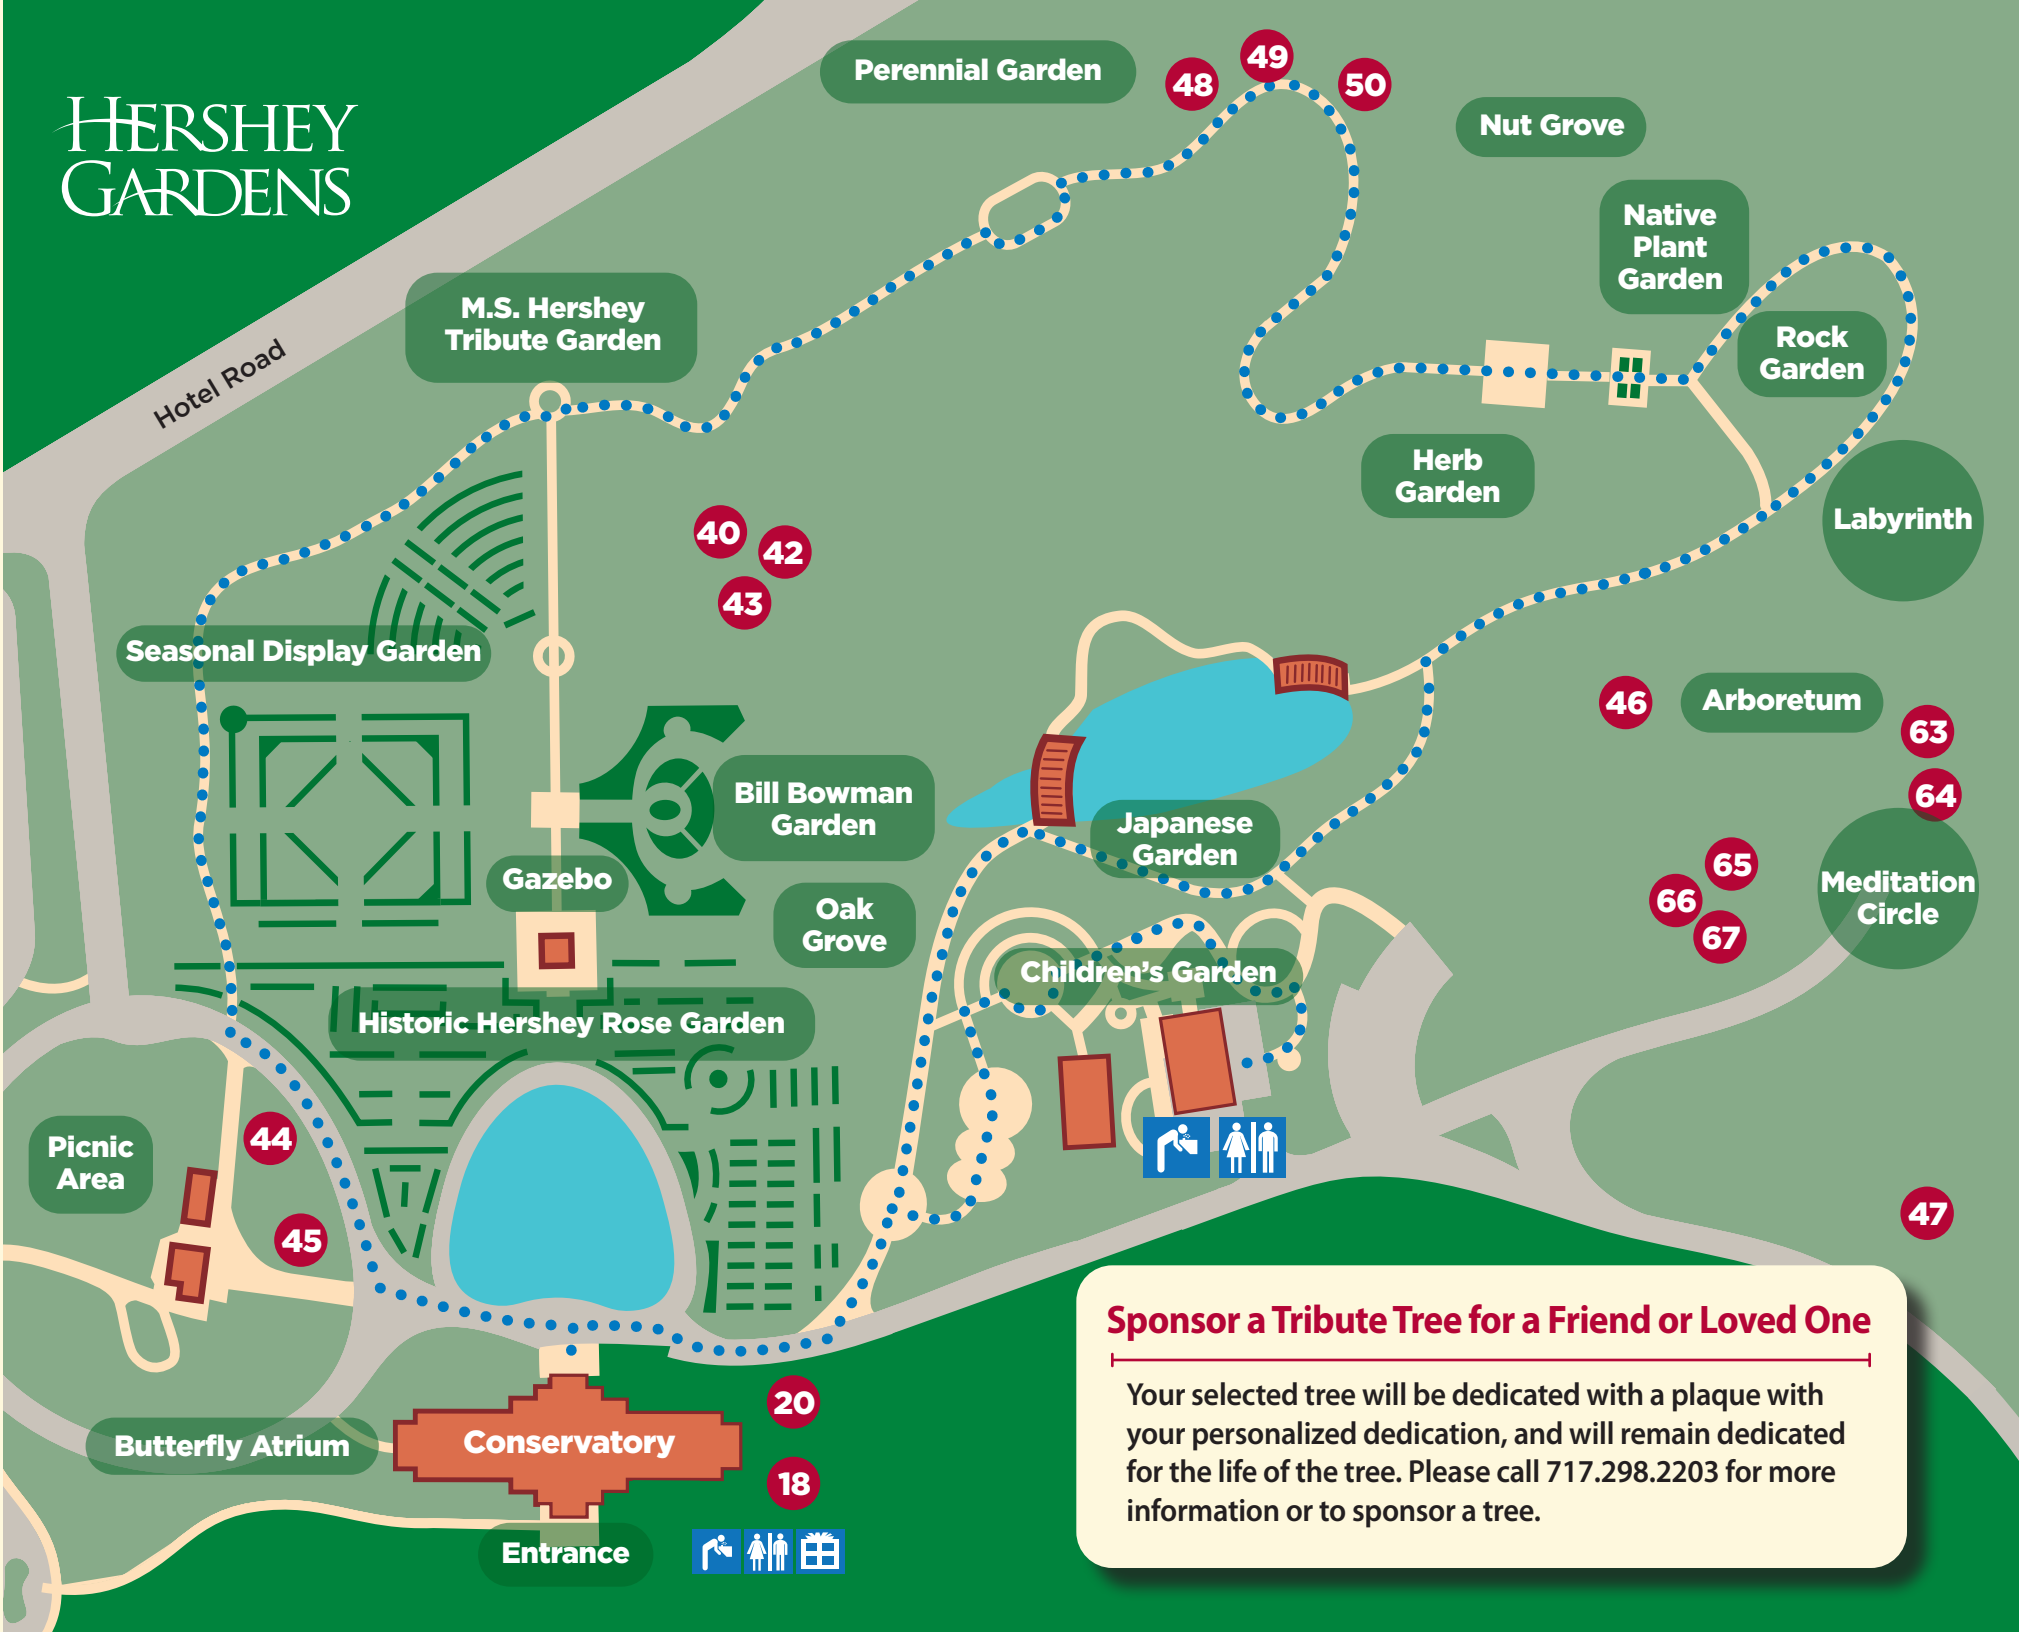 HERSHEY
GARDENS
Perennial Garden
48
49
50
Nut Grove
Native
Plant
Garden
M.S. Hershey
Tribute Garden
Rock
Garden
Hotel Road
Herb
Garden
Labyrinth
40
42
43
Seasonal Display Garden
46
Arboretum
63
64
Bill Bowman
Garden
Japanese
Garden
Gazebo
65
66
67
Meditation
Circle
Oak
Grove
Children's Garden
Historic Hershey Rose Garden
Picnic
Area
44
45
47
Sponsor a Tribute Tree for a Friend or Loved One
Your selected tree will be dedicated with a plaque with
your personalized dedication, and will remain dedicated
for the life of the tree. Please call 717.298.2203 for more
information or to sponsor a tree.
20
Butterfly Atrium
Conservatory
18
Entrance